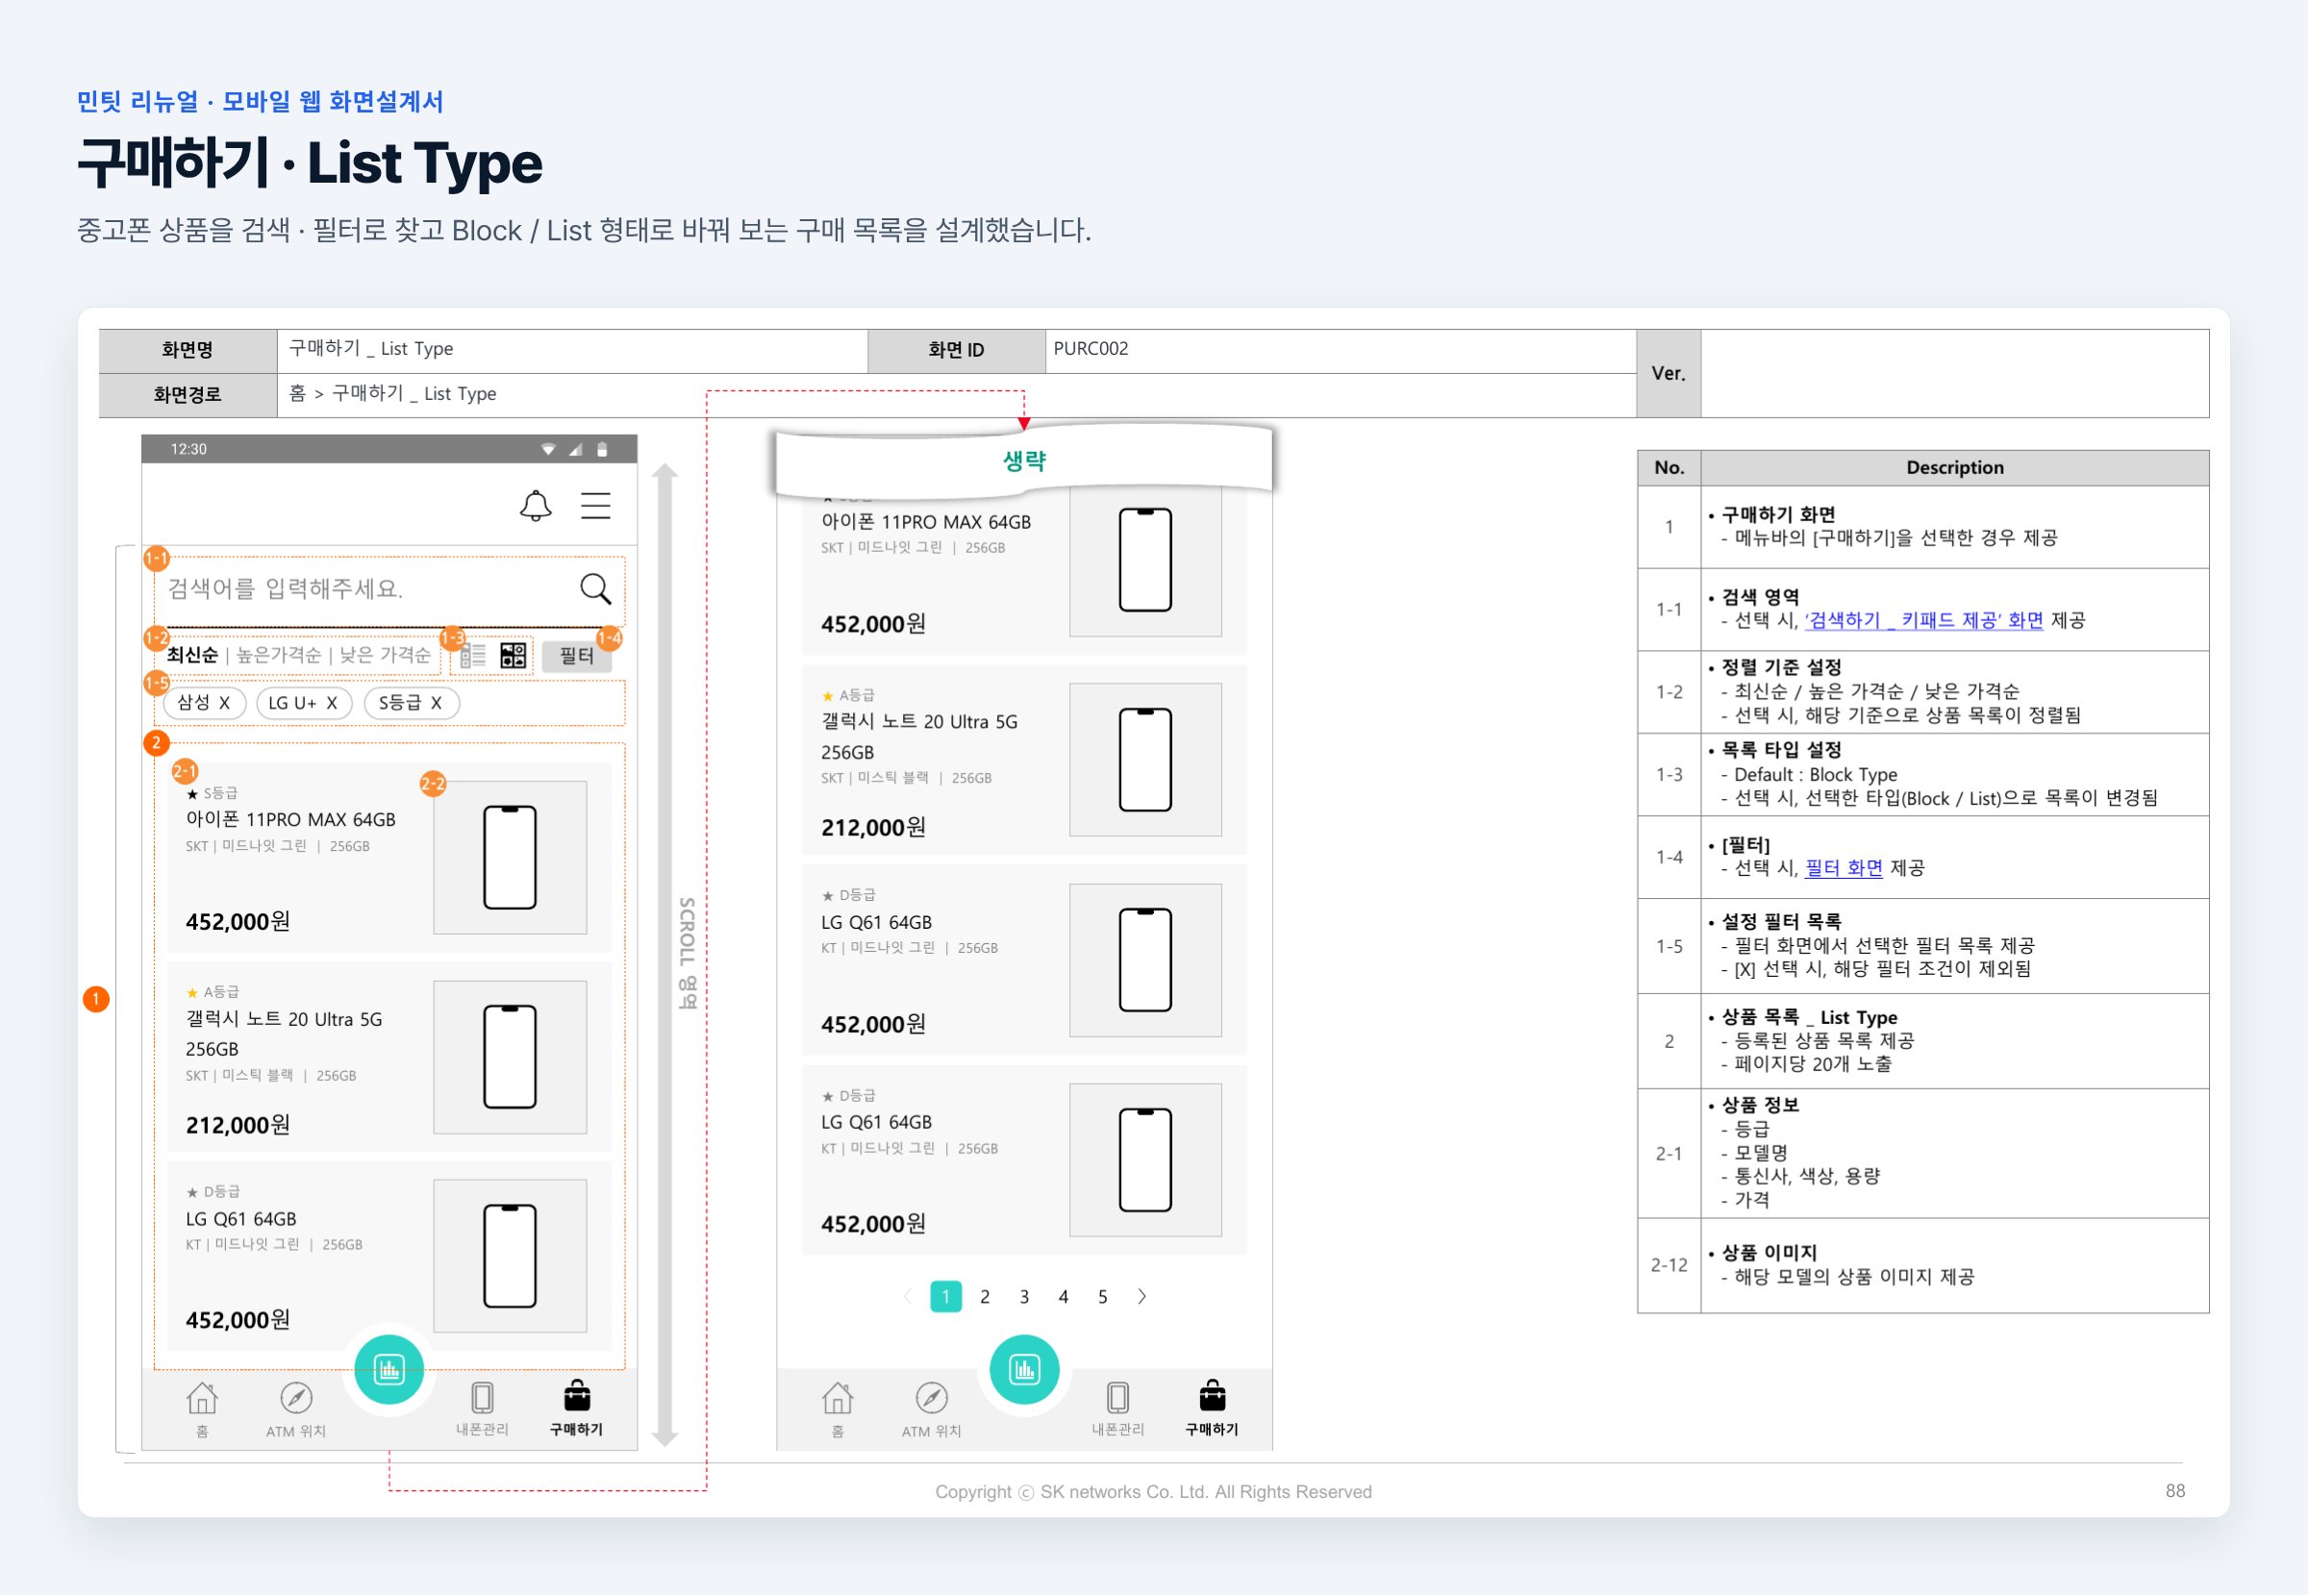 민팃 리뉴얼 · 모바일 웹 화면설계서
구매하기 · List Type
중고폰 상품을 검색 · 필터로 찾고 Block / List 형태로 바꿔 보는 구매 목록을 설계했습니다.
화면명
구매하기 _ List Type
화면 ID
PURC002
Ver.
화면경로
홈 > 구매하기 _ List Type
12:30
1-1
검색어를 입력해주세요.
1-2
1-3
1-4
최신순 | 높은가격순 | 낮은 가격순
필터
1-5
삼성 X
LG U+ X
S등급 X
2
2-1
2-2
★ S등급
아이폰 11PRO MAX 64GB
SKT | 미드나잇 그린 | 256GB
452,000원
1
★ A등급
갤럭시 노트 20 Ultra 5G
256GB
SKT | 미스틱 블랙 | 256GB
212,000원
★ D등급
LG Q61 64GB
KT | 미드나잇 그린 | 256GB
452,000원
홈
ATM 위치
내폰관리
구매하기
SCROLL 영역
생략
아이폰 11PRO MAX 64GB
SKT | 미드나잇 그린 | 256GB
452,000원
★ A등급
갤럭시 노트 20 Ultra 5G
256GB
SKT | 미스틱 블랙 | 256GB
212,000원
★ D등급
LG Q61 64GB
KT | 미드나잇 그린 | 256GB
452,000원
★ D등급
LG Q61 64GB
KT | 미드나잇 그린 | 256GB
452,000원
1 2 3 4 5
홈
ATM 위치
내폰관리
구매하기
No.
Description
1
• 구매하기 화면
- 메뉴바의 [구매하기]을 선택한 경우 제공
1-1
• 검색 영역
- 선택 시, ‘검색하기 _ 키패드 제공’ 화면 제공
1-2
• 정렬 기준 설정
- 최신순 / 높은 가격순 / 낮은 가격순
- 선택 시, 해당 기준으로 상품 목록이 정렬됨
1-3
• 목록 타입 설정
- Default : Block Type
- 선택 시, 선택한 타입(Block / List)으로 목록이 변경됨
1-4
• [필터]
- 선택 시, 필터 화면 제공
1-5
• 설정 필터 목록
- 필터 화면에서 선택한 필터 목록 제공
- [X] 선택 시, 해당 필터 조건이 제외됨
2
• 상품 목록 _ List Type
- 등록된 상품 목록 제공
- 페이지당 20개 노출
2-1
• 상품 정보
- 등급
- 모델명
- 통신사, 색상, 용량
- 가격
2-12
• 상품 이미지
- 해당 모델의 상품 이미지 제공
Copyright ⓒ SK networks Co. Ltd. All Rights Reserved
88